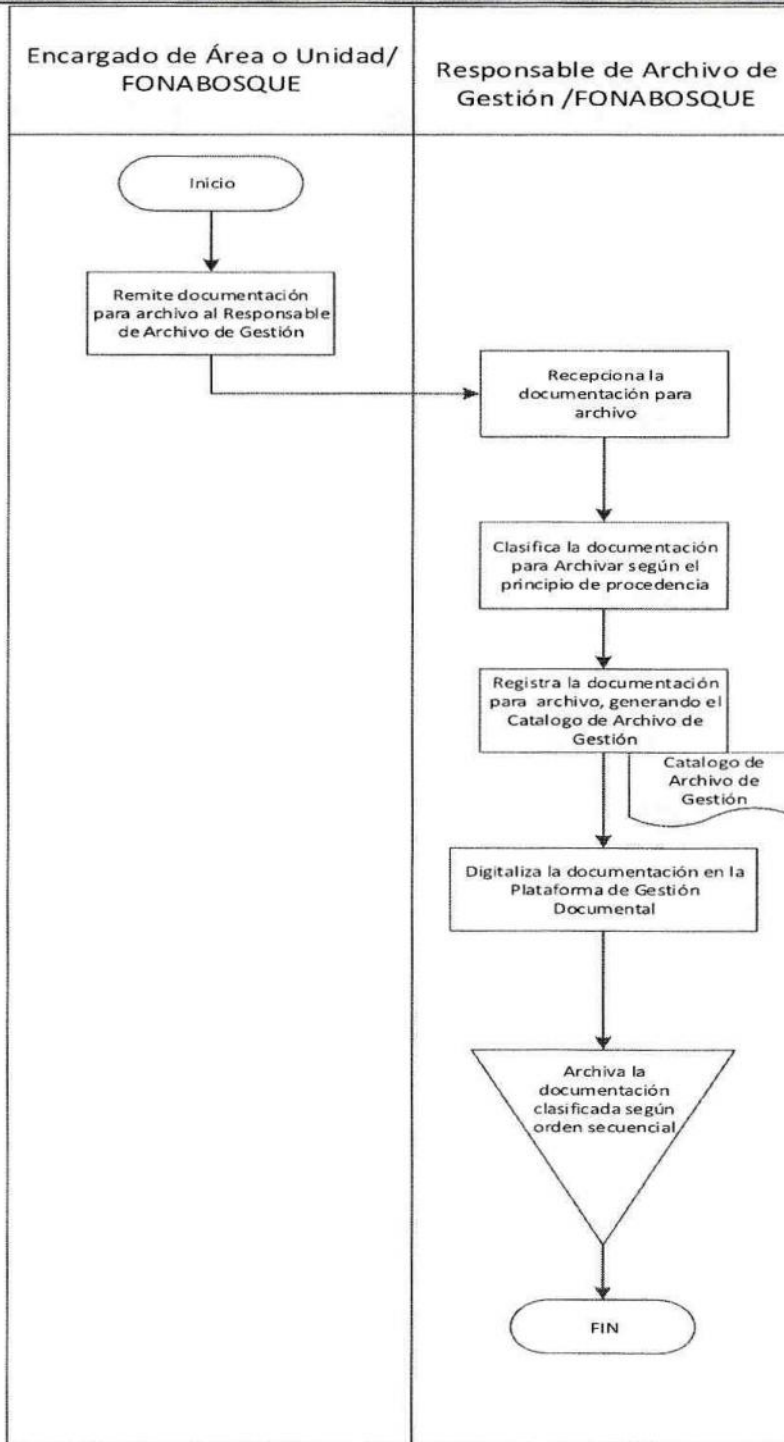 Encargado de Área o Unidad/
FONABOSQUE
Responsable de Archivo de
Gestión /FONABOSQUE
Inicio
Remite documentación
para archivo al Responsable
de Archivo de Gestión
Recepciona la
documentación para
archivo
Clasifica la documentación
para Archivar según el
principio de procedencia
Registra la documentación
para archivo, generando el
Catalogo de Archivo de
Gestión
Catalogo de
Archivo de
Gestión
Digitaliza la documentación en la
Plataforma de Gestión
Documental
Archiva la
documentación
clasificada según
orden secuencial
FIN